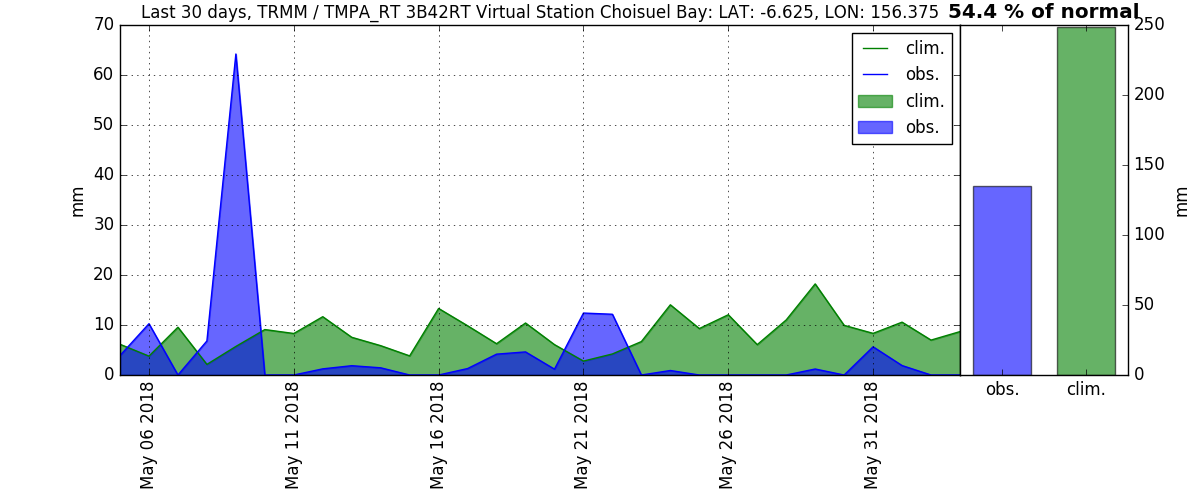 Last 30 days, TRMM / TMPA_RT 3B42RT Virtual Station Choisuel Bay: LAT: -6.625, LON: 156.375
54.4 % of normal
70
60
50
40
30
20
10
0
mm
clim.
obs.
clim.
obs.
May 06 2018
May 11 2018
May 16 2018
May 21 2018
May 26 2018
May 31 2018
250
200
150
100
50
0
mm
obs.
clim.